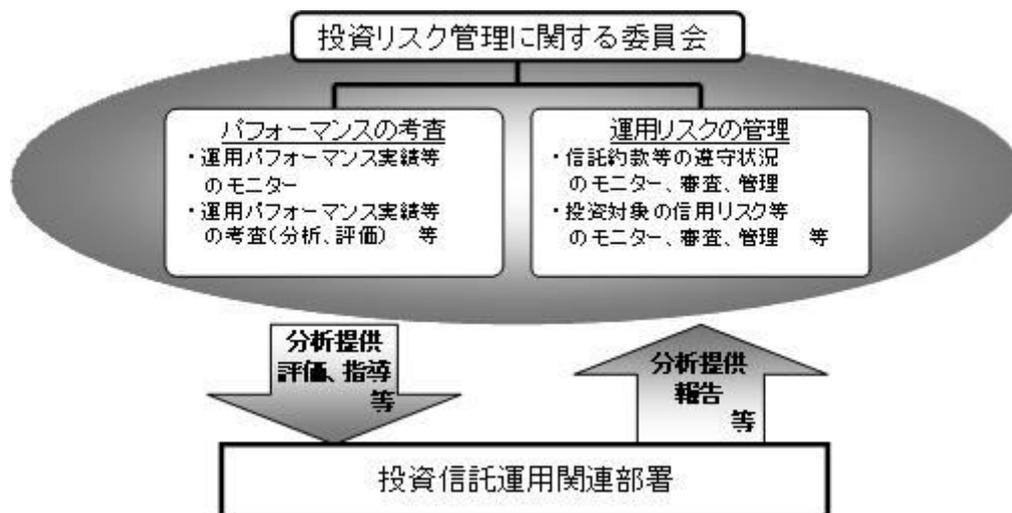 投資リスク管理に関する委員会
パフォーマンスの考査
・運用パフォーマンス実績等
のモニター
・運用パフォーマンス実績等
の考査(分析、評価) 等
運用リスクの管理
・信託約款等の遵守状況
のモニター、審査、管理
・投資対象の信用リスク等
のモニター、審査、管理 等
分析提供
評価、指導
等
分析提供
報告
等
投資信託運用関連部署